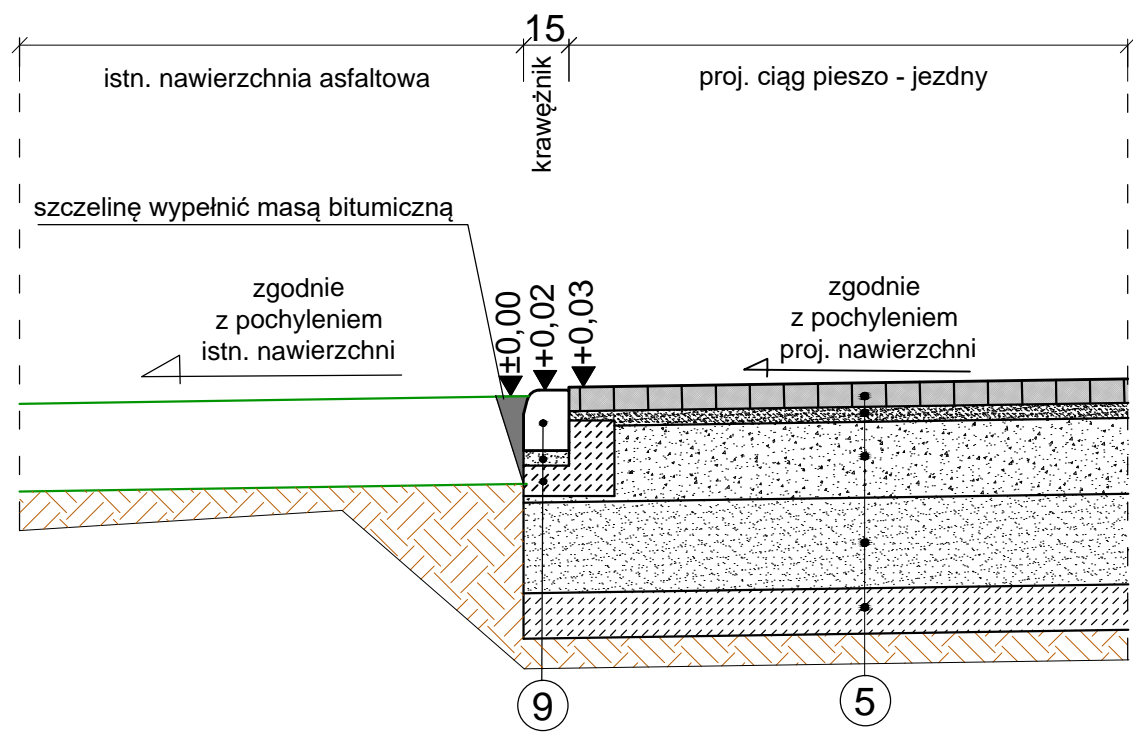 15
istn. nawierzchnia asfaltowa
krawężnik
proj. ciąg pieszo - jezdny
szczelinę wypełnić masą bitumiczną
zgodnie
z pochyleniem
istn. nawierzchni
±0,00
+0,02
+0,03
zgodnie
z pochyleniem
proj. nawierzchni
9
5